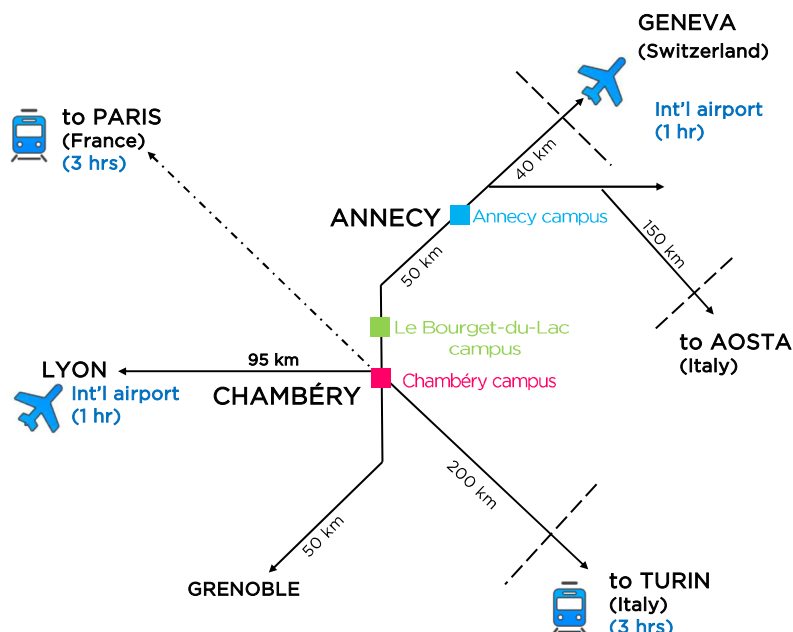 GENEVA
(Switzerland)
Int'l airport
(1 hr)
to PARIS
(France)
(3 hrs)
40 km
ANNECY
Annecy campus
50 km
150 km
Le Bourget-du-Lac
campus
to AOSTA
(Italy)
95 km
LYON
Int'l airport
(1 hr)
CHAMBÉRY
Chambéry campus
200 km
50 km
GRENOBLE
to TURIN
(Italy)
(3 hrs)